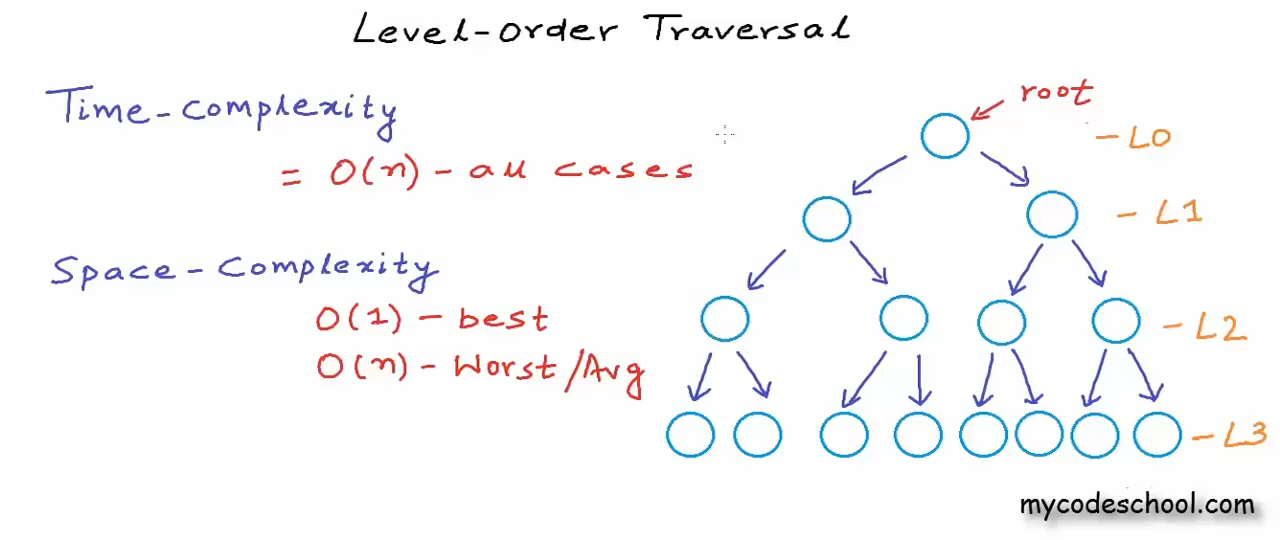 Level-order Traversal
Time-complexity
= O(n) - all cases
Space-Complexity
O(1) - best
O(n) - Worst/Avg
root
- L0
- L1
- L2
- L3
mycodeschool.com